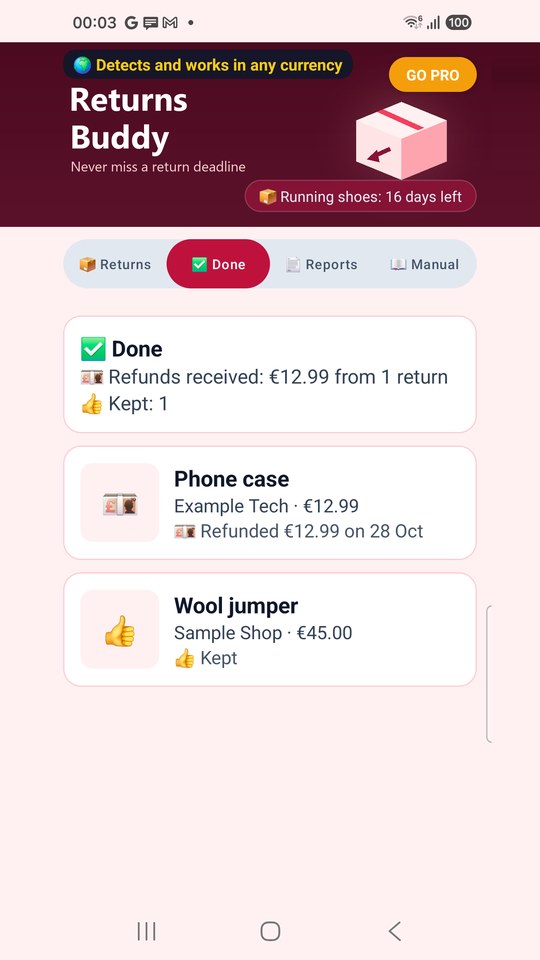 00:03
100
🌍 Detects and works in any currency
GO PRO
Returns
Buddy
Never miss a return deadline
📦 Running shoes: 16 days left
📦 Returns
✅ Done
🧾 Reports
📖 Manual
✅ Done
💵 Refunds received: €12.99 from 1 return
👍 Kept: 1
Phone case
Example Tech · €12.99
💵 Refunded €12.99 on 28 Oct
Wool jumper
Sample Shop · €45.00
👍 Kept